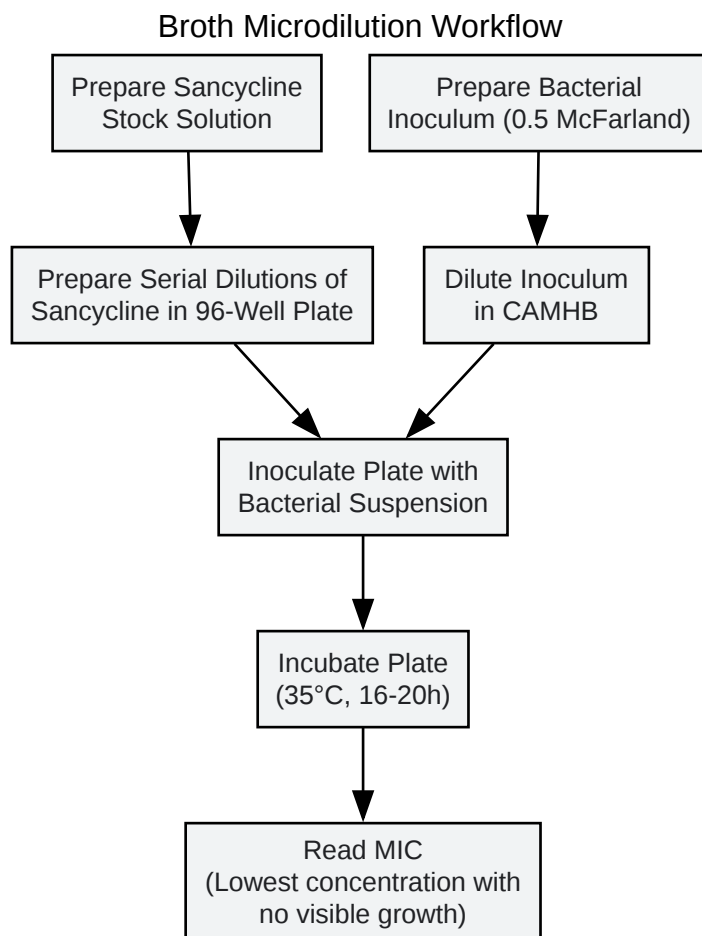 Broth Microdilution Workflow
Prepare Sancycline
Stock Solution
Prepare Bacterial
Inoculum (0.5 McFarland)
Prepare Serial Dilutions of
Sancycline in 96-Well Plate
Dilute Inoculum
in CAMHB
Inoculate Plate with
Bacterial Suspension
Incubate Plate
(35°C, 16-20h)
Read MIC
(Lowest concentration with
no visible growth)